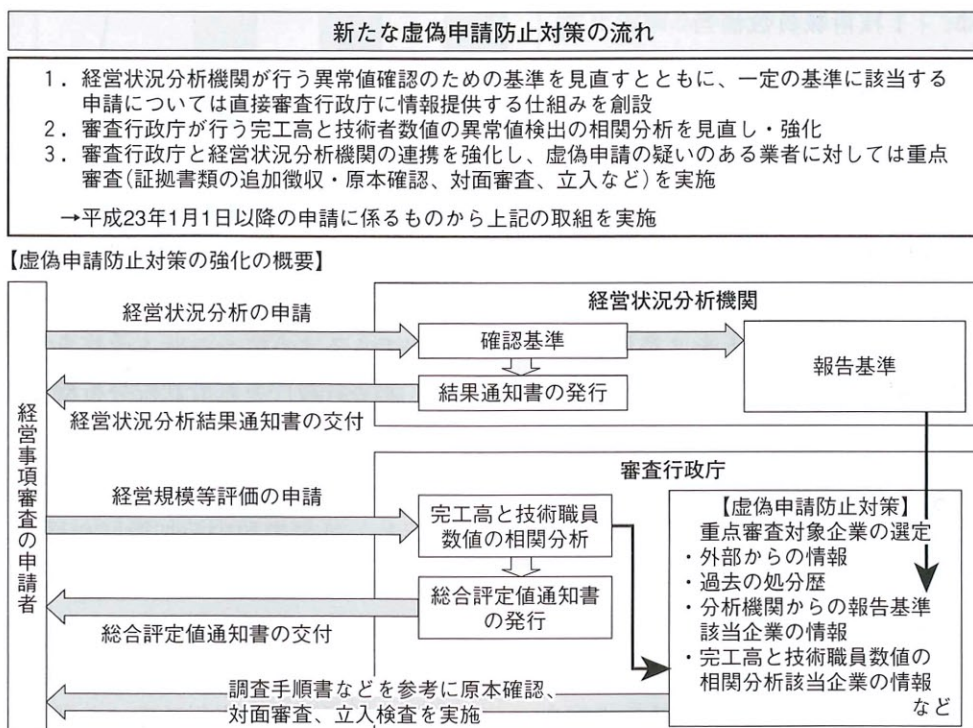 新たな虚偽申請防止対策の流れ
1．経営状況分析機関が行う異常値確認のための基準を見直すとともに、一定の基準に該当する
申請については直接審査行政庁に情報提供する仕組みを創設
2．審査行政庁が行う完工高と技術者数値の異常値検出の相関分析を見直し・強化
3．審査行政庁と経営状況分析機関の連携を強化し、虚偽申請の疑いのある業者に対しては重点
審査(証拠書類の追加徴収・原本確認、対面審査、立入など)を実施
→平成23年1月1日以降の申請に係るものから上記の取組を実施
【虚偽申請防止対策の強化の概要】
経営事項審査の申請者
経営状況分析の申請
経営状況分析機関
確認基準
報告基準
結果通知書の発行
経営状況分析結果通知書の交付
審査行政庁
経営規模等評価の申請
完工高と技術職員
数値の相関分析
総合評定値通知書
の発行
総合評定値通知書の交付
【虚偽申請防止対策】
重点審査対象企業の選定
・外部からの情報
・過去の処分歴
・分析機関からの報告基準
該当企業の情報
・完工高と技術職員数値の
相関分析該当企業の情報
など
調査手順書などを参考に原本確認、
対面審査、立入検査を実施